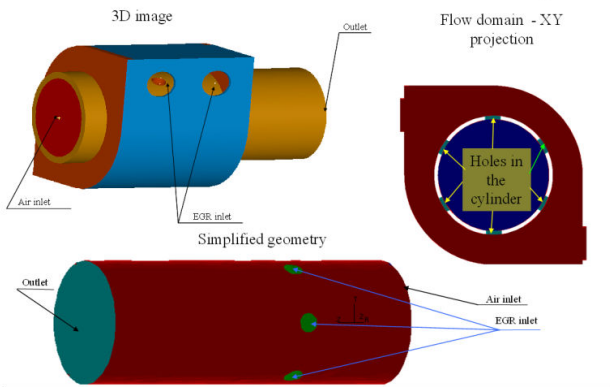 3D image
Outlet
Flow domain - XY
projection
Air inlet
EGR inlet
Holes in
the
cylinder
Simplified geometry
Outlet
Air inlet
EGR inlet